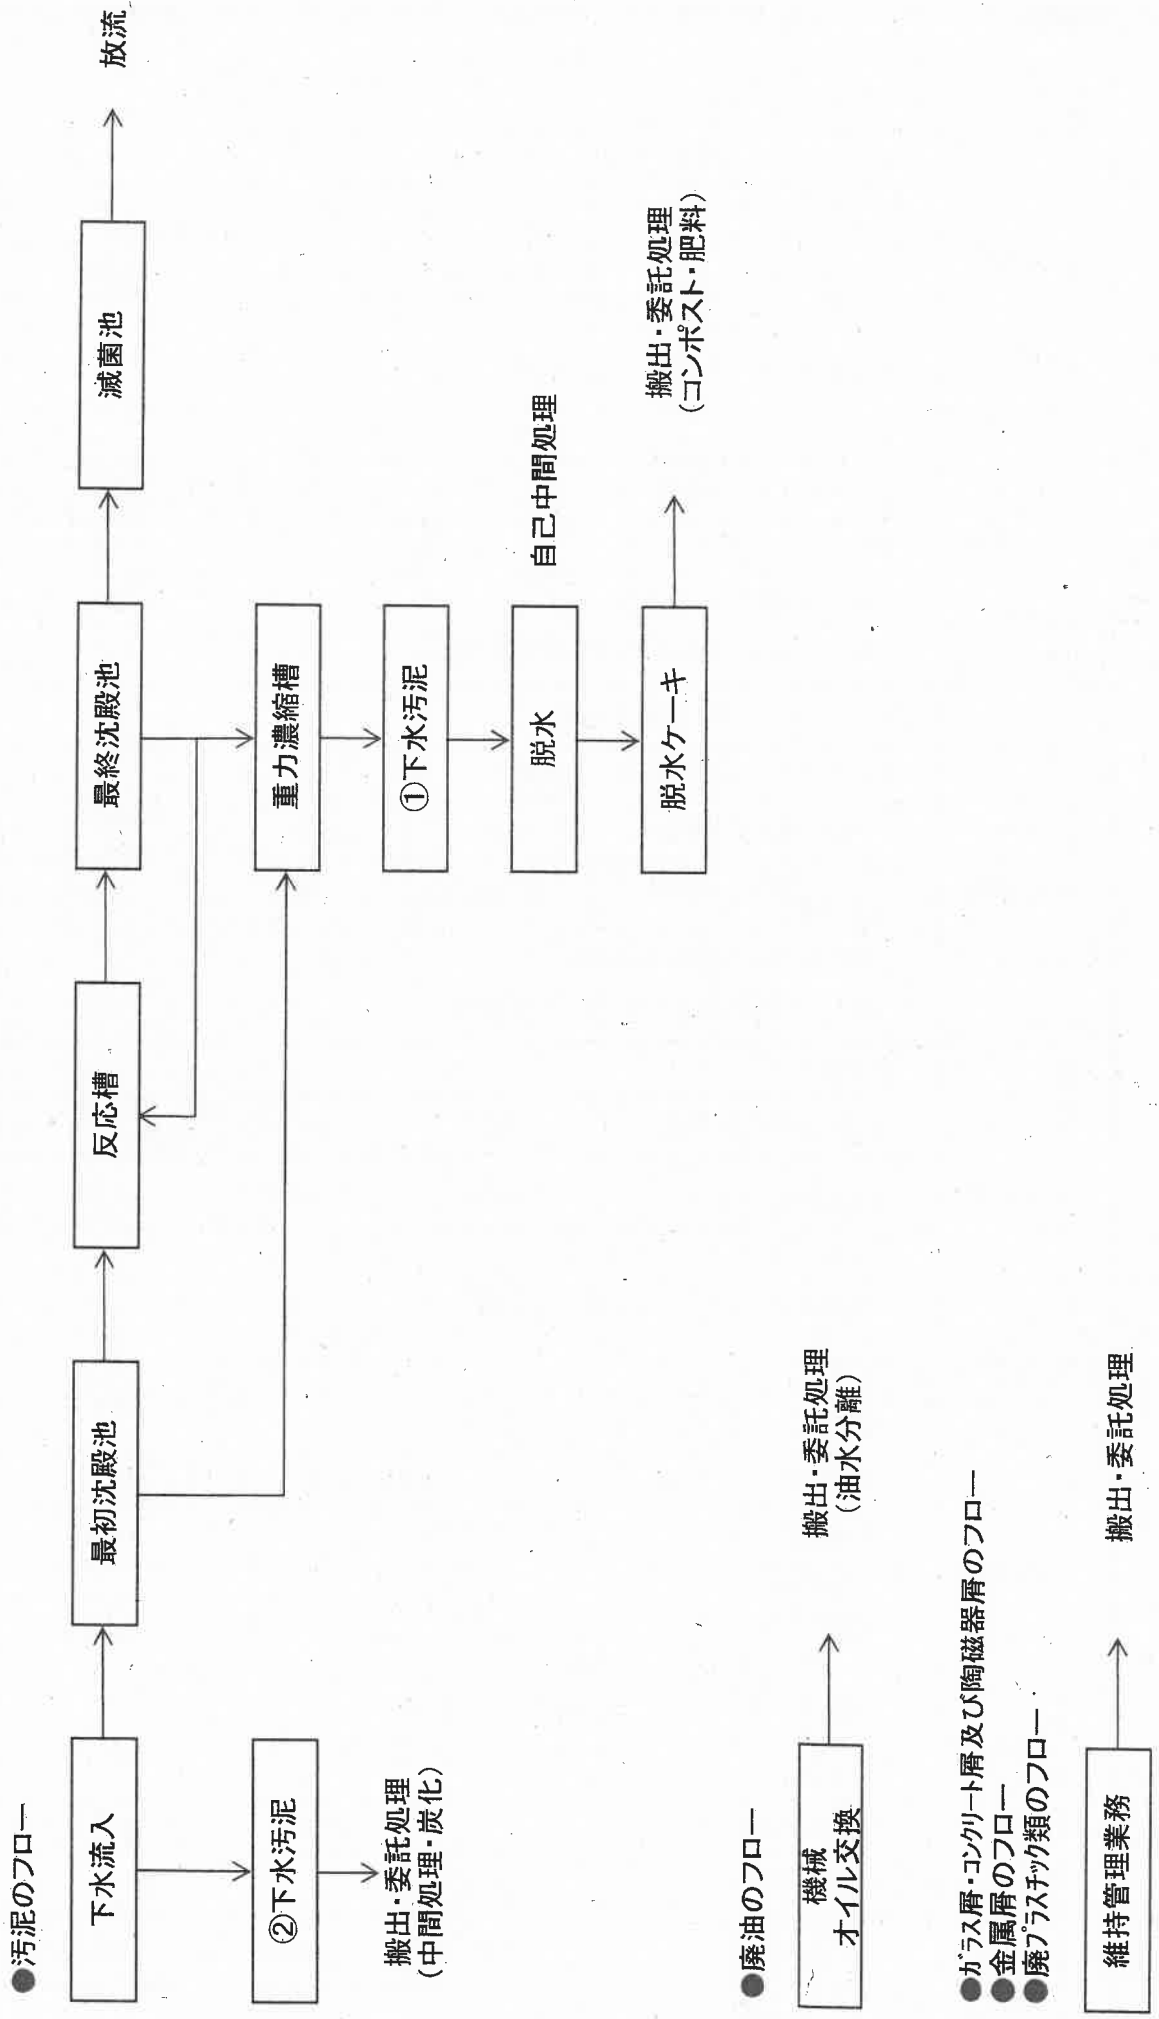 ●汚泥のフロー
下水流入
最初沈殿池
反応槽
最終沈殿池
滅菌池
放流
②下水汚泥
搬出・委託処理
(中間処理・炭化)
重力濃縮槽
①下水汚泥
脱水
自己中間処理
脱水ケーキ
搬出・委託処理
(コンポスト・肥料)
●廃油のフロー
機械
オイル交換
搬出・委託処理
(油水分離)
●ガラス屑・コンクリート屑及び陶磁器屑のフロー
●金属屑のフロー
●廃プラスチック類のフロー
維持管理業務
搬出・委託処理